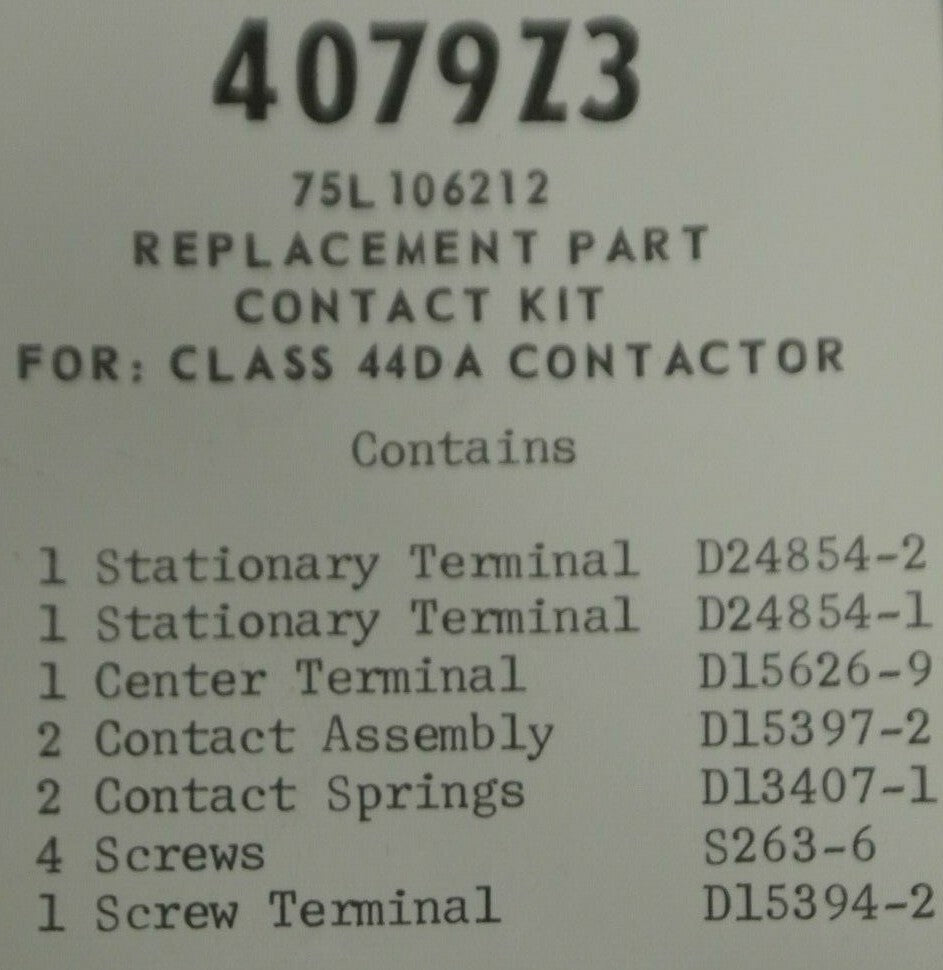 4079Z3
75L106212
REPLACEMENT PART
CONTACT KIT
FOR: CLASS 44DA CONTACTOR
Contains
1 Stationary Terminal D24854-2
1 Stationary Terminal D24854-1
1 Center Terminal D15626-9
2 Contact Assembly D15397-2
2 Contact Springs D13407-1
4 Screws S263-6
1 Screw Terminal D15394-2